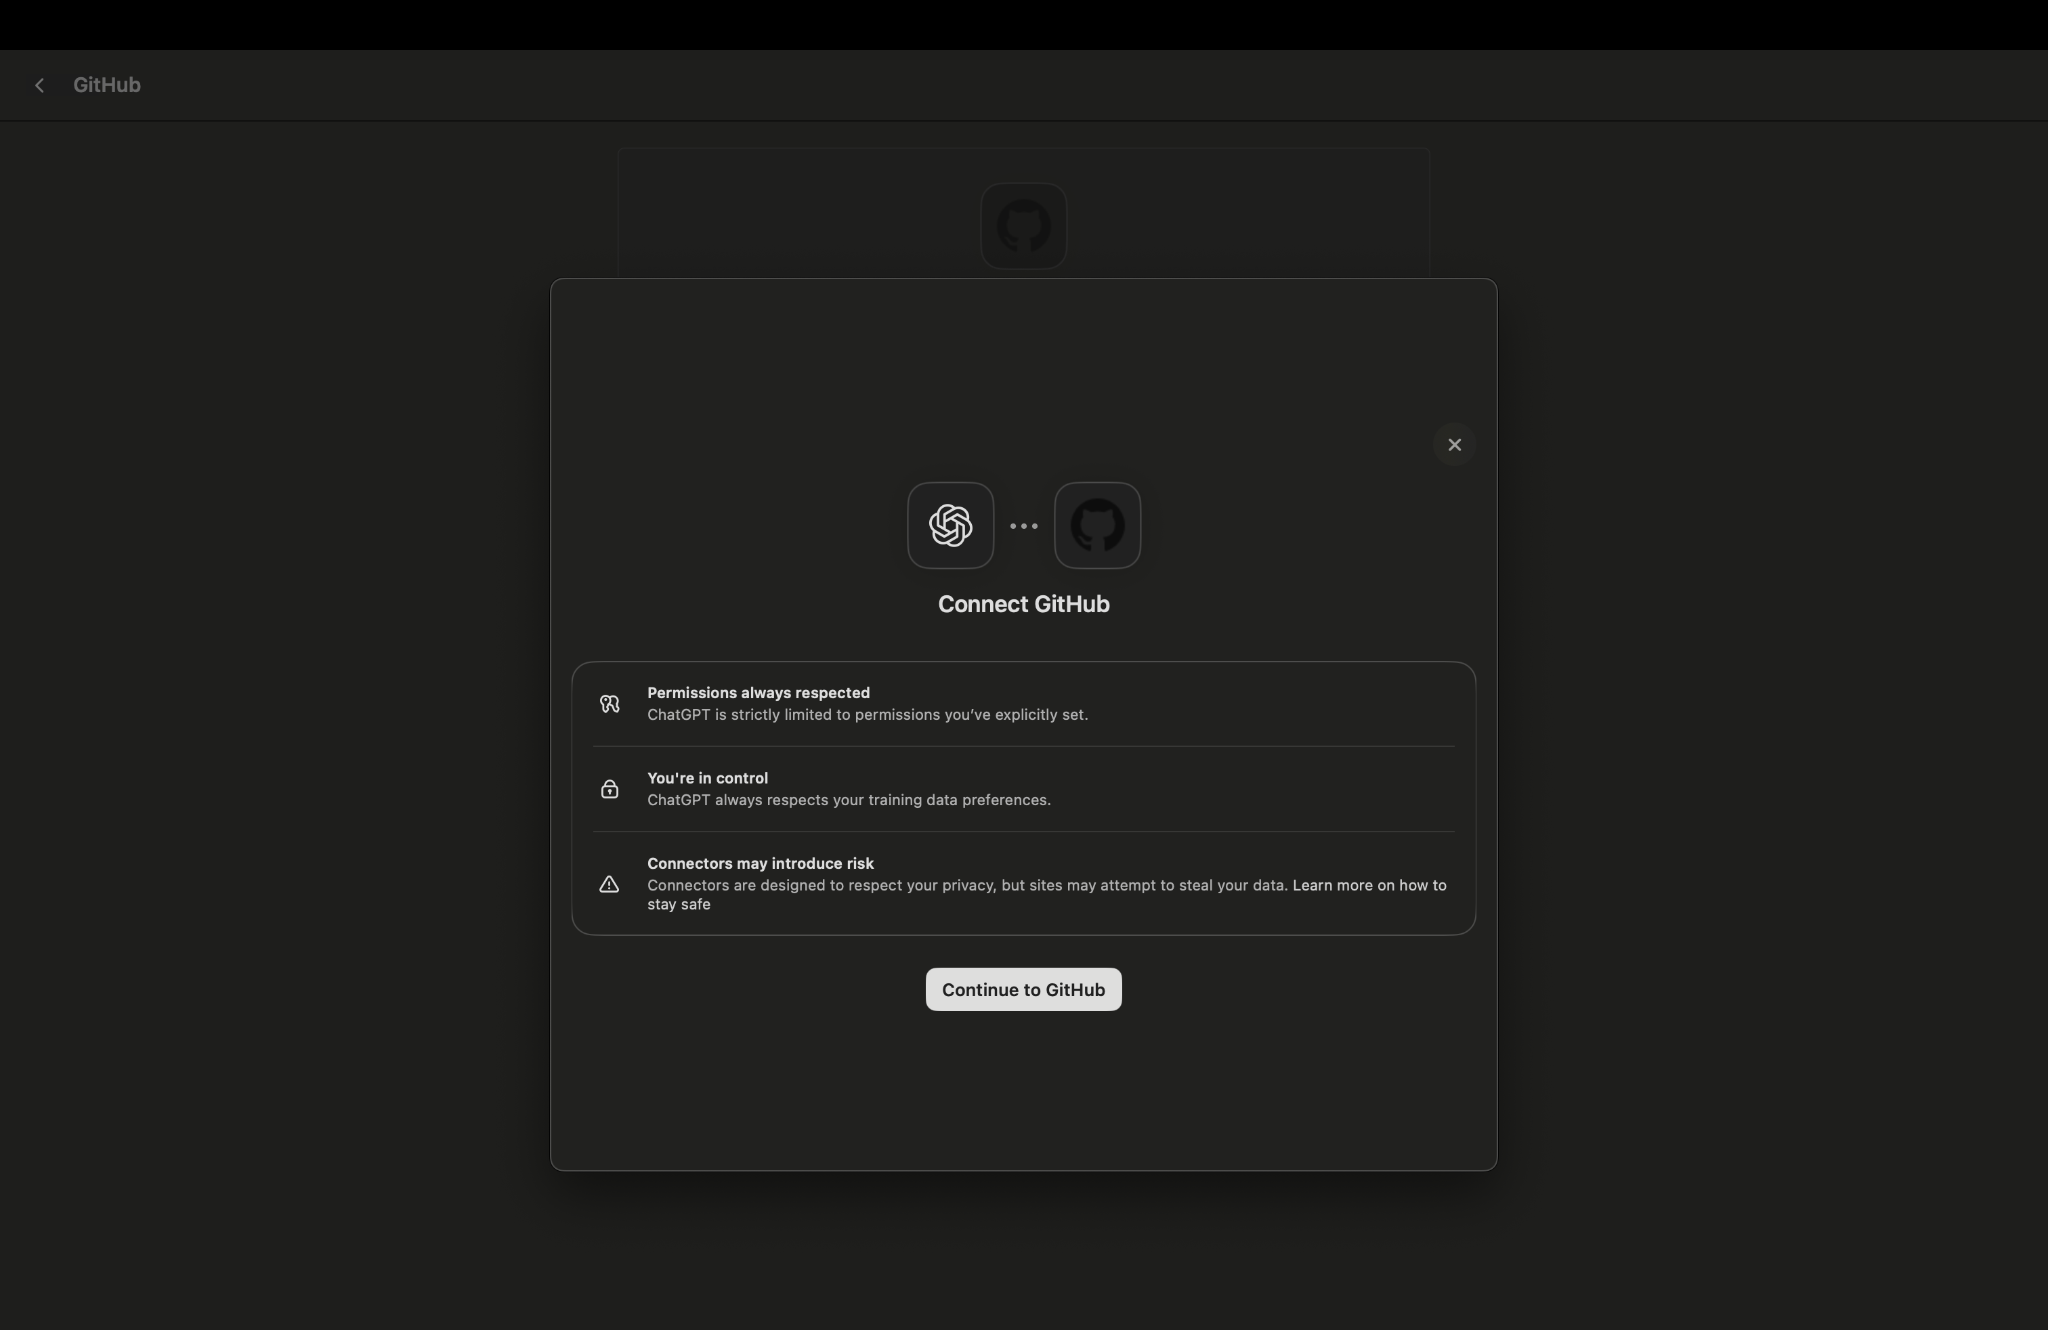 GitHub
Connect GitHub
Permissions always respected
ChatGPT is strictly limited to permissions you’ve explicitly set.
You're in control
ChatGPT always respects your training data preferences.
Connectors may introduce risk
Connectors are designed to respect your privacy, but sites may attempt to steal your data. Learn more on how to
stay safe
Continue to GitHub